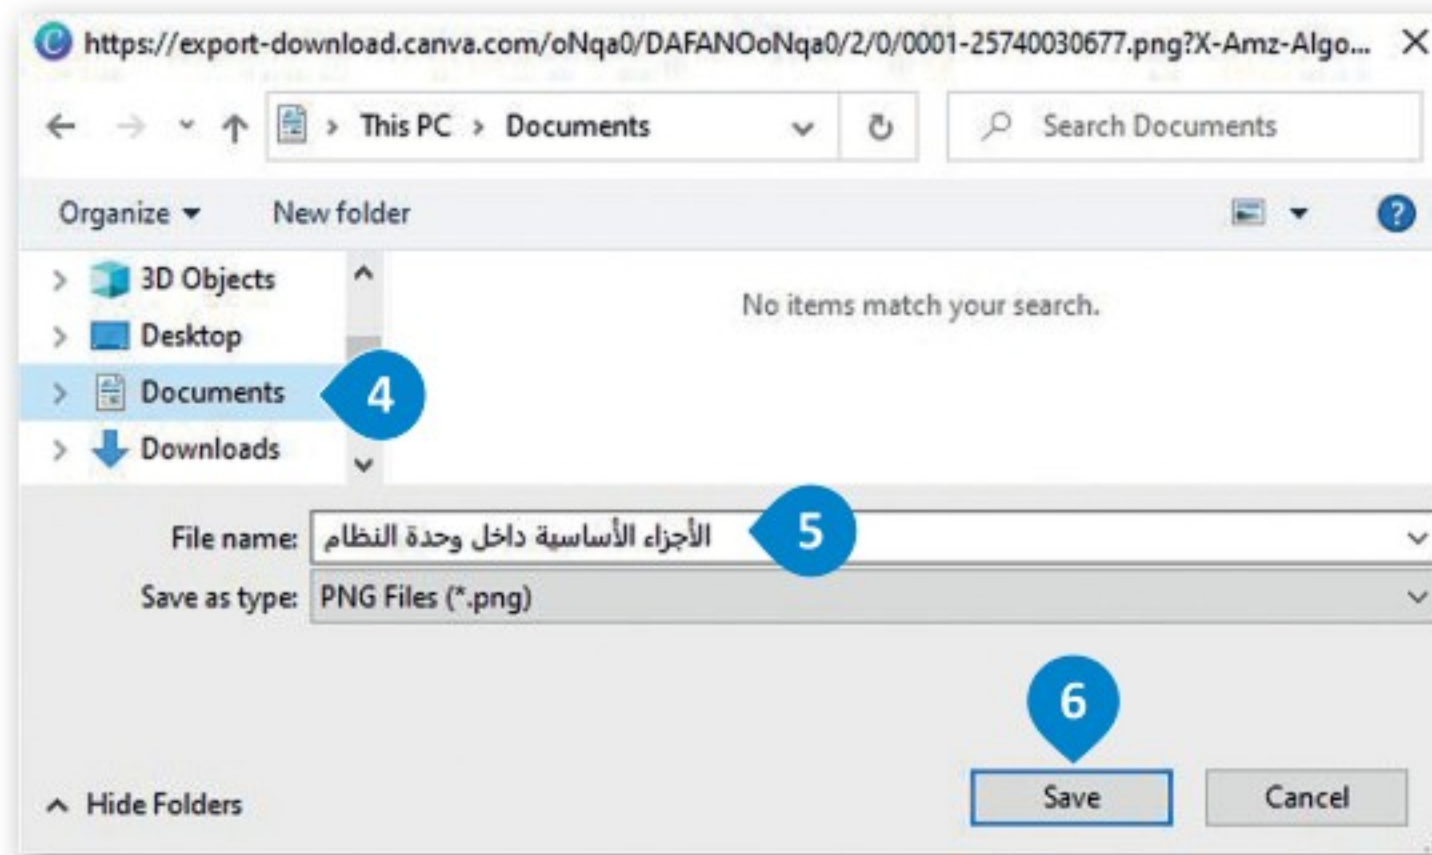 https://export-download.canva.com/oNqa0/DAFANOoNqa0/2/0/0001-25740030677.png?X-Amz-Algo...
This PC > Documents
Search Documents
Organize
New folder
3D Objects
No items match your search.
Desktop
Documents
4
Downloads
File name: الأجزاء الأساسية داخل وحدة النظام
5
Save as type: PNG Files (*.png)
6
Hide Folders
Save
Cancel